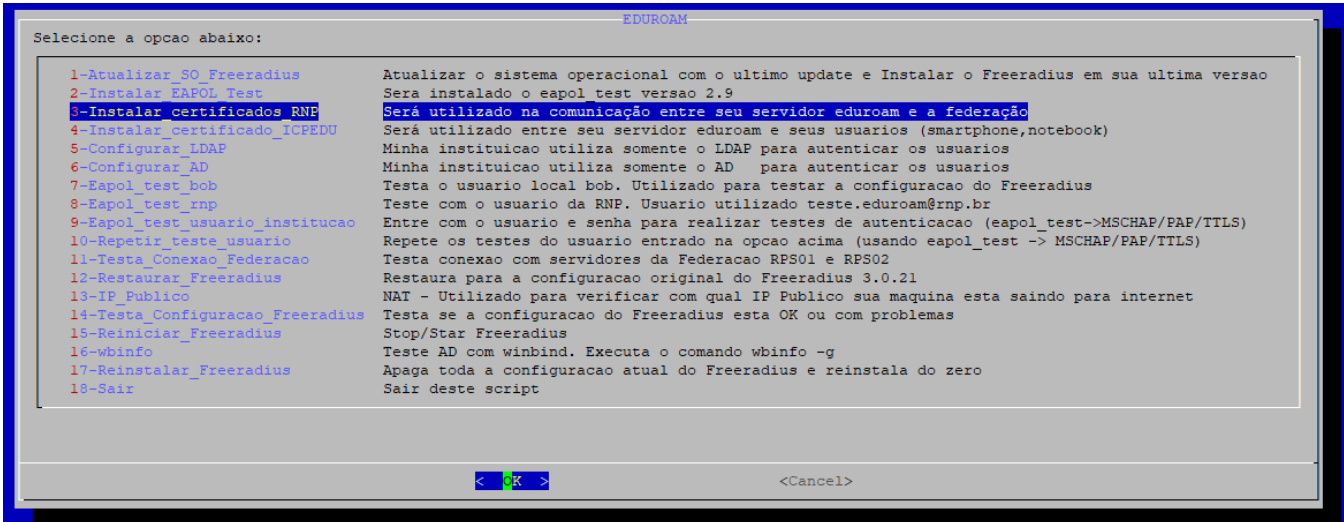 EDUROAM
Selecione a opcao abaixo:
1-Atualizar_SO_Freeradius Atualizar o sistema operacional com o ultimo update e Instalar o Freeradius em sua ultima versao
2-Instalar_EAPOL_Test Sera instalado o eapol_test versao 2.9
3-Instalar_certificados_RNP Será utilizado na comunicação entre seu servidor eduroam e a federação
4-Instalar_certificado_ICPEDU Será utilizado entre seu servidor eduroam e seus usuarios (smartphone,notebook)
5-Configurar_LDAP Minha instituicao utiliza somente o LDAP para autenticar os usuarios
6-Configurar_AD Minha instituicao utiliza somente o AD   para autenticar os usuarios
7-Eapol_test_bob Testa o usuario local bob. Utilizado para testar a configuracao do Freeradius
8-Eapol_test_rnp Teste com o usuario da RNP. Usuario utilizado teste.eduroam@rnp.br
9-Eapol_test_usuario_institucao Entre com o usuario e senha para realizar testes de autenticacao (eapol_test->MSCHAP/PAP/TTLS)
10-Repetir_teste_usuario Repete os testes do usuario entrado na opcao acima (usando eapol_test -> MSCHAP/PAP/TTLS)
11-Testa_Conexao_Federacao Testa conexao com servidores da Federacao RPS01 e RPS02
12-Restaurar_Freeradius Restaura para a configuracao original do Freeradius 3.0.21
13-IP_Publico NAT - Utilizado para verificar com qual IP Publico sua maquina esta saindo para internet
14-Testa_Configuracao_Freeradius Testa se a configuracao do Freeradius esta OK ou com problemas
15-Reiniciar_Freeradius Stop/Star Freeradius
16-wbinfo Teste AD com winbind. Executa o comando wbinfo -g
17-Reinstalar_Freeradius Apaga toda a configuracao atual do Freeradius e reinstala do zero
18-Sair Sair deste script
< OK > <Cancel>